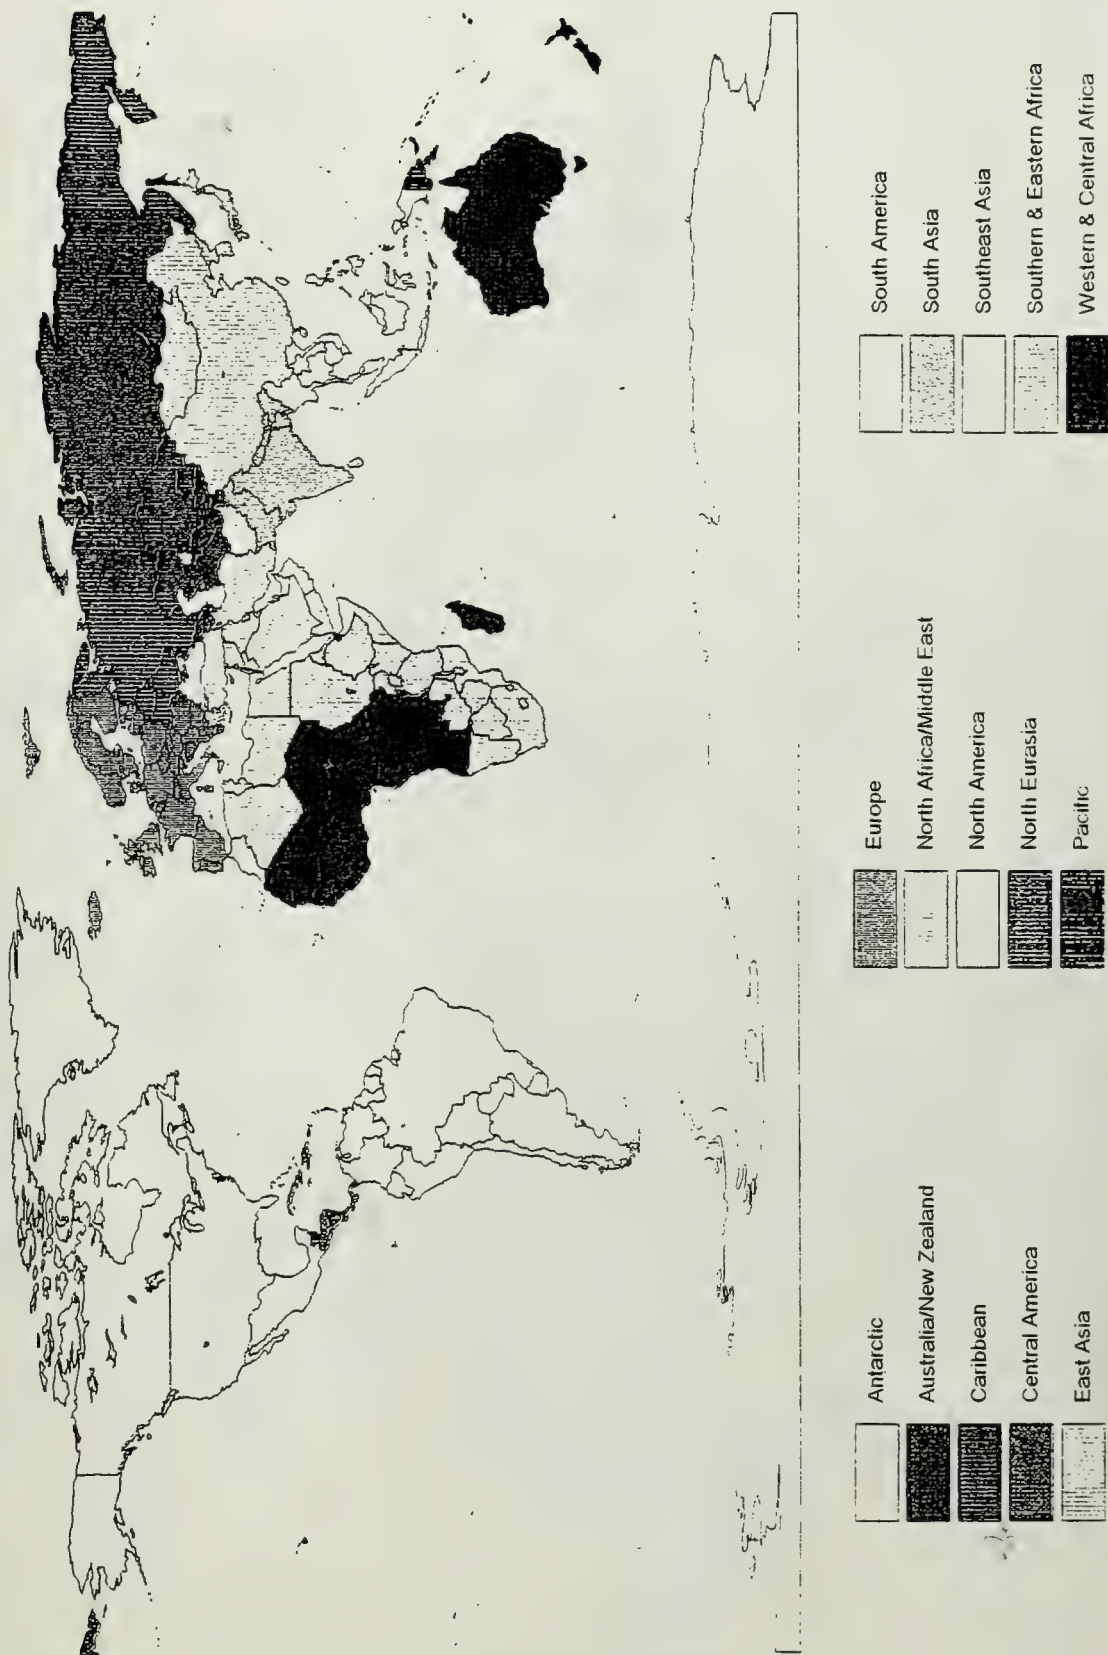 Antarctic
Australia/New Zealand
Caribbean
Central America
East Asia
Europe
North Africa/Middle East
North America
North Eurasia
Pacific
South America
South Asia
Southeast Asia
Southern & Eastern Africa
Western & Central Africa